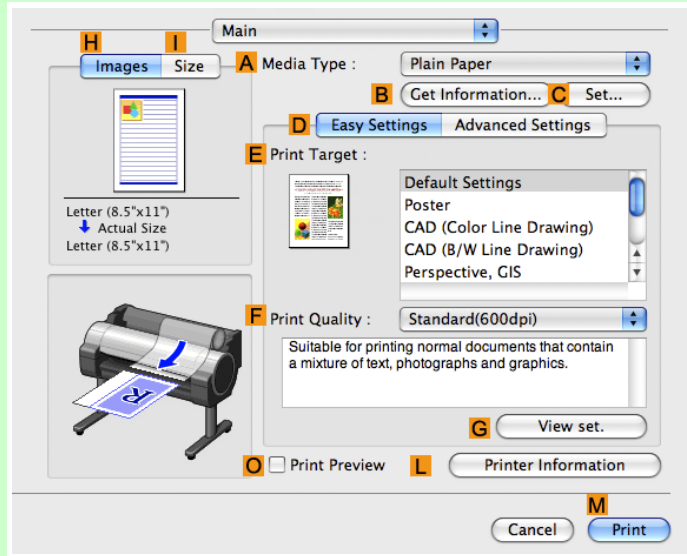 Main
H I
Images Size
A Media Type : Plain Paper
B Get Information... C Set...
D Easy Settings Advanced Settings
E Print Target :
Default Settings
Poster
CAD (Color Line Drawing)
CAD (B/W Line Drawing)
Perspective, GIS
Letter (8.5"x11")
Actual Size
Letter (8.5"x11")
R
F Print Quality : Standard(600dpi)
Suitable for printing normal documents that contain
a mixture of text, photographs and graphics.
G View set.
O Print Preview L Printer Information
M
Cancel Print